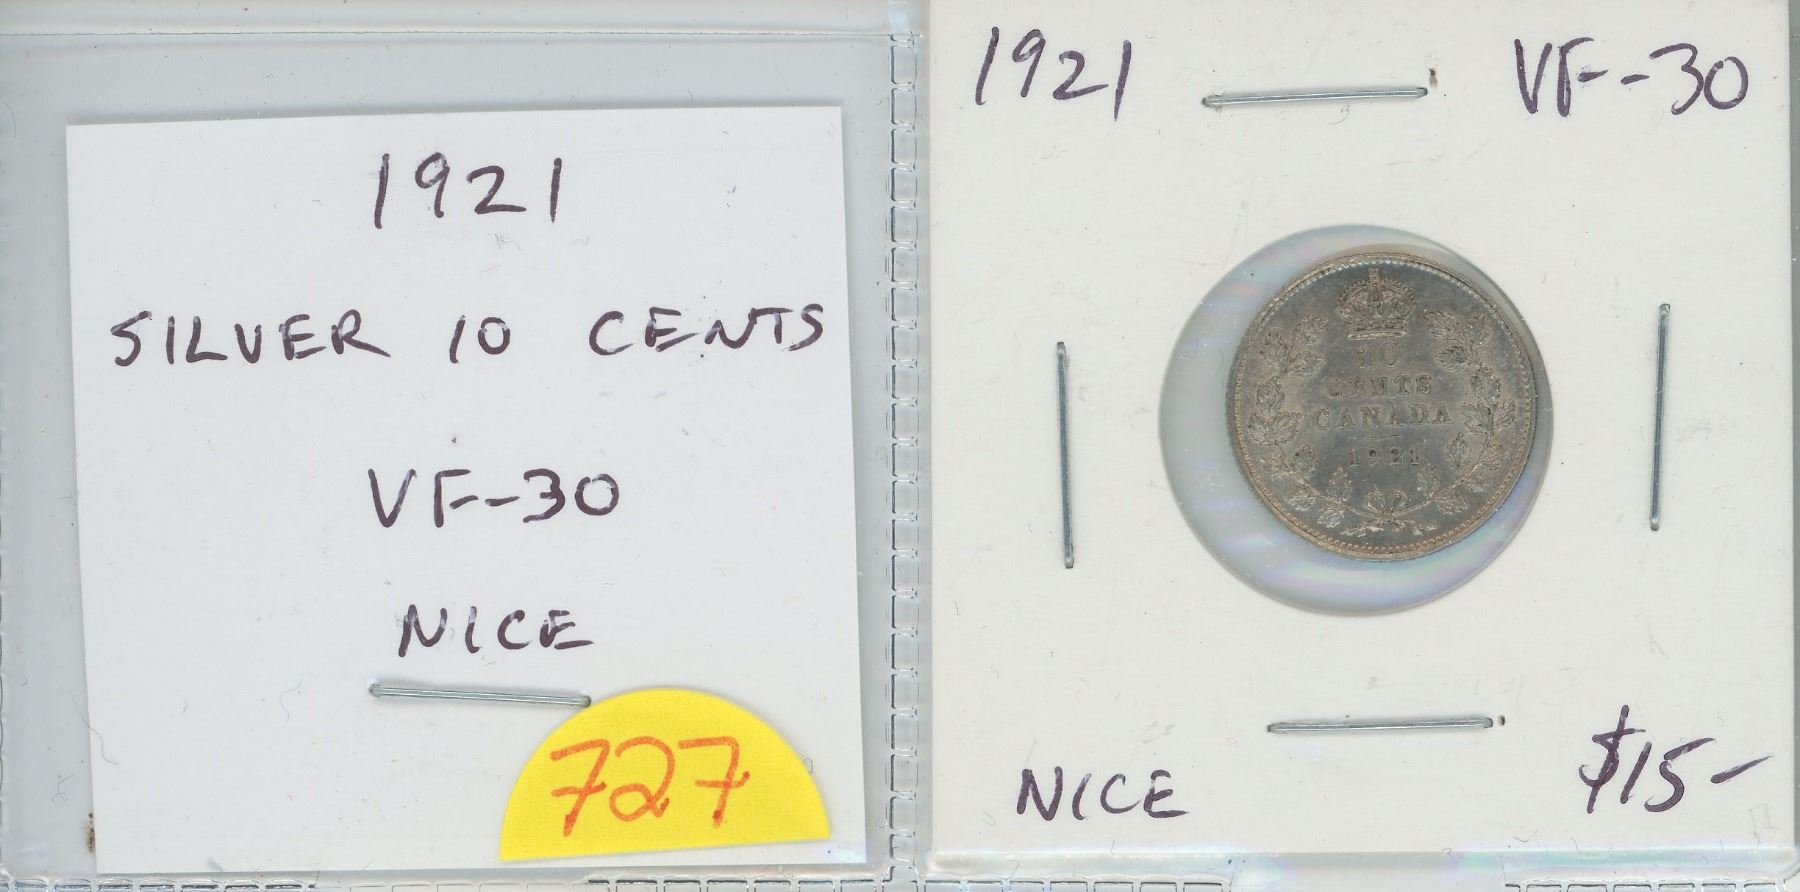 1921
SILVER 10 CENTS
VF-30
NICE
727
1921 VF-30
10
CENTS
CANADA
1921
NICE $15-